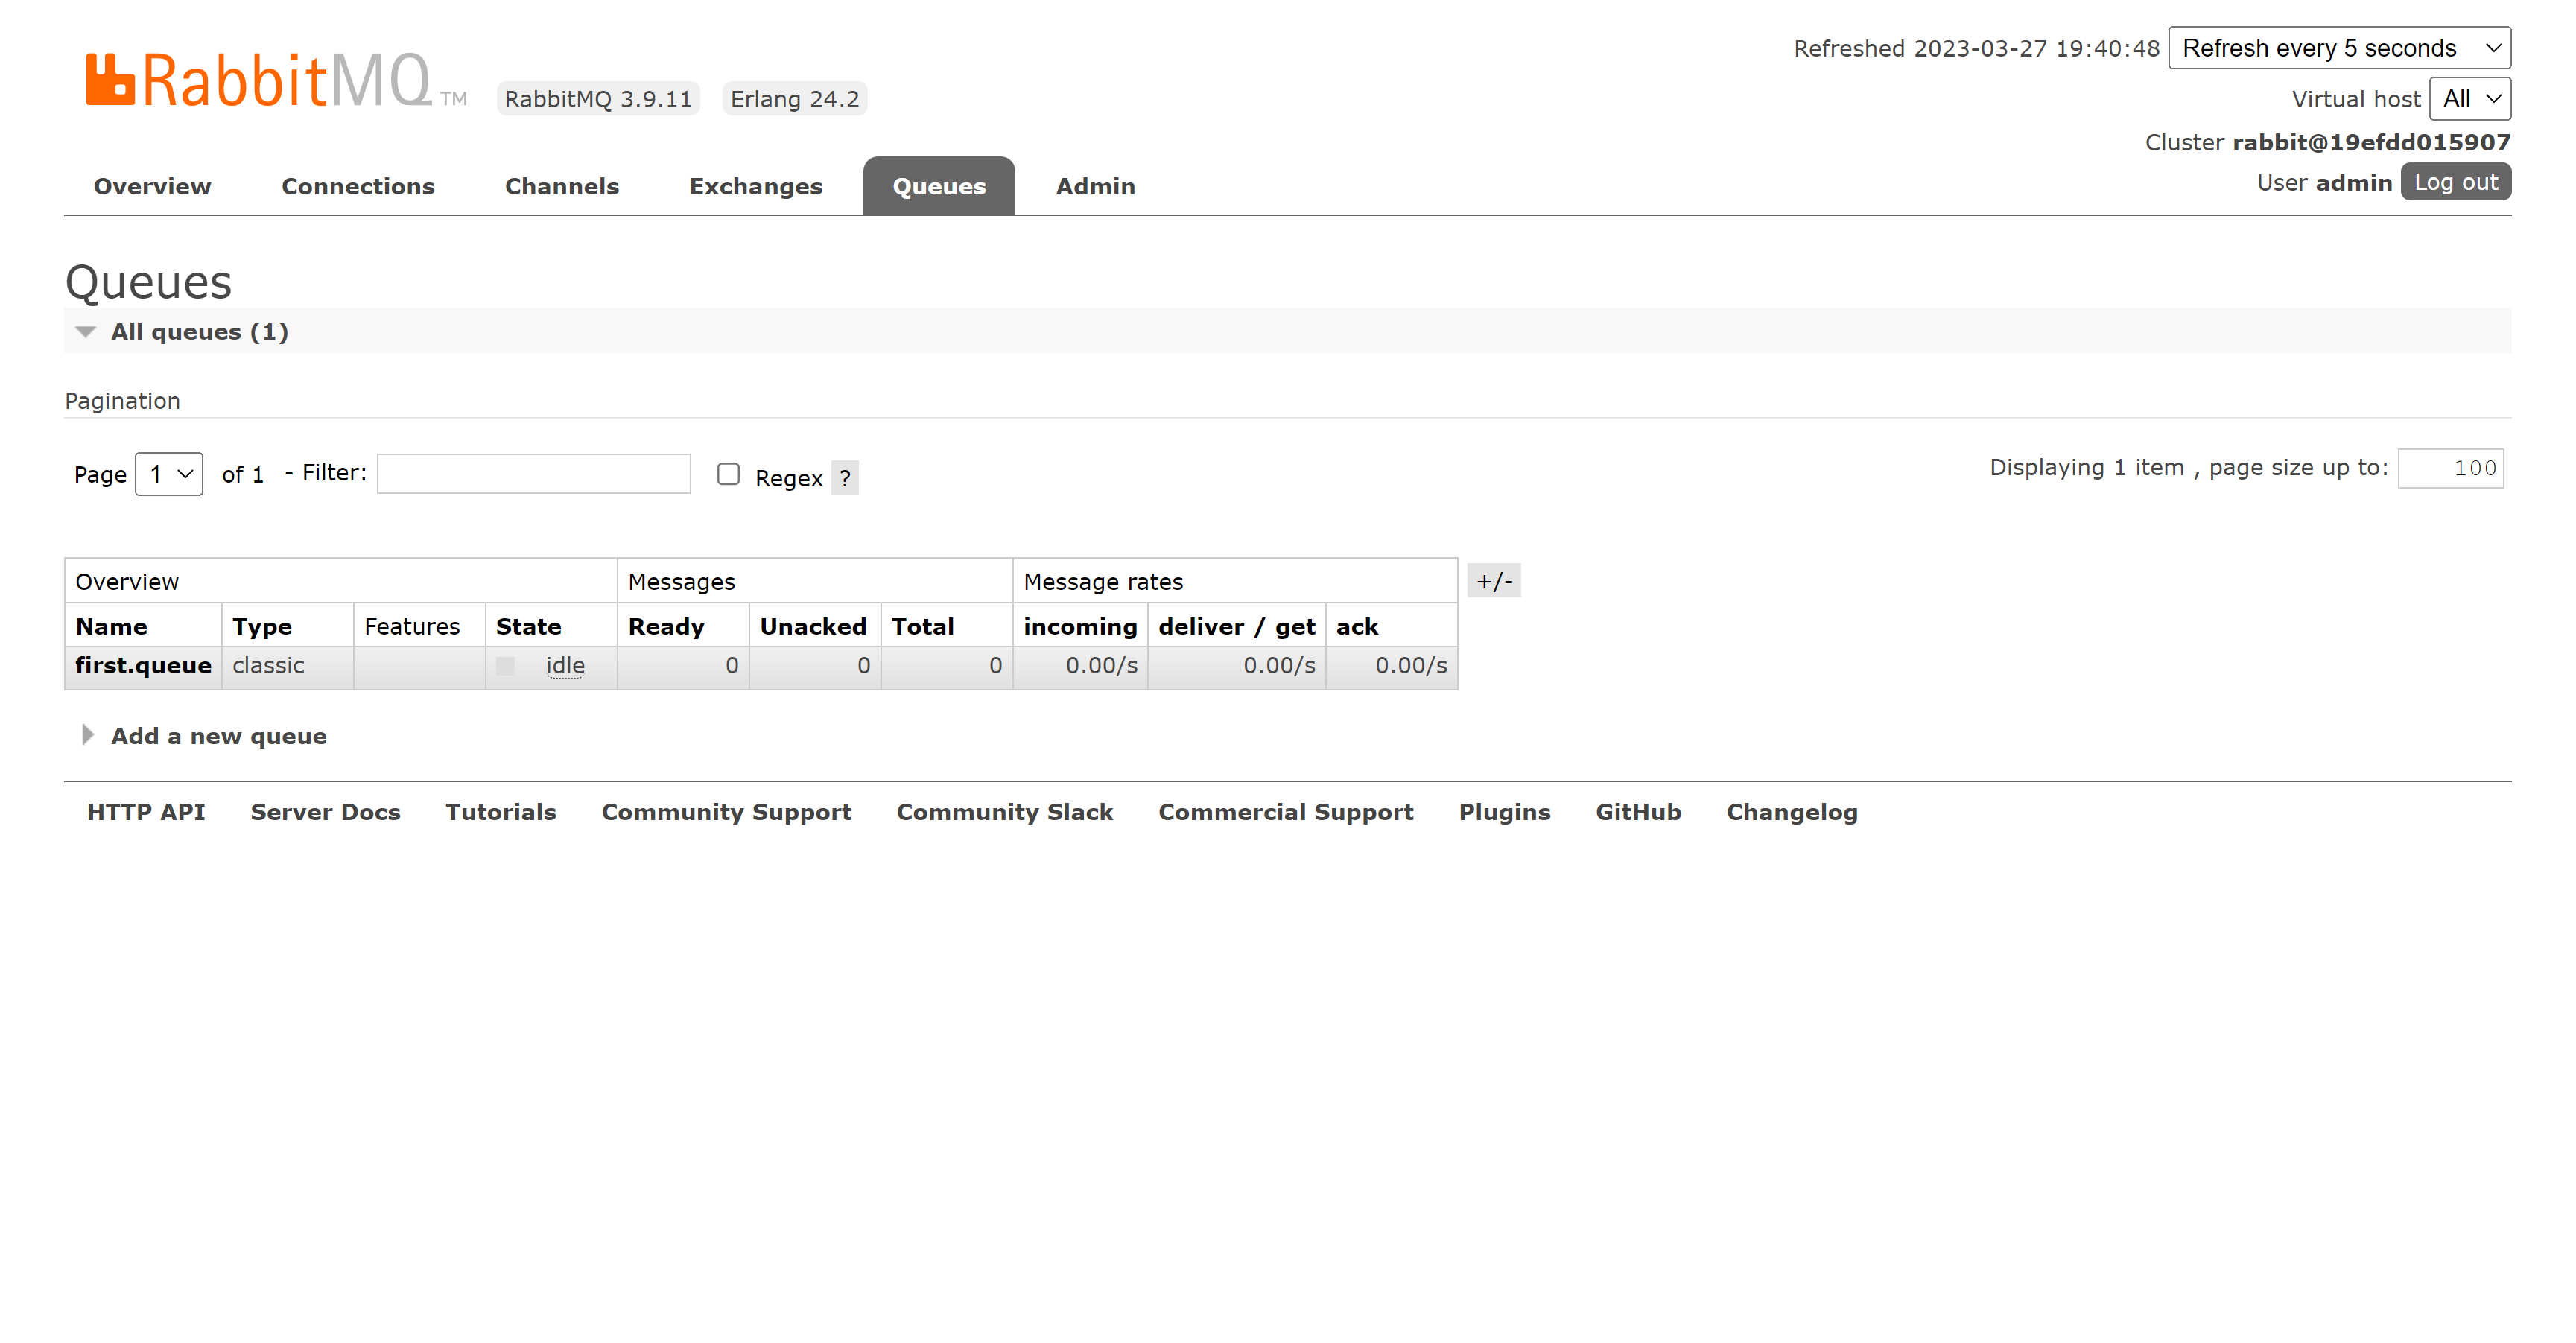 RabbitMQ TM RabbitMQ 3.9.11 Erlang 24.2
Refreshed 2023-03-27 19:40:48 Refresh every 5 seconds
Virtual host All
Cluster rabbit@19efdd015907
User admin Log out
Overview Connections Channels Exchanges Queues Admin
Queues
All queues (1)
Pagination
Page 1 of 1 - Filter: Regex ? Displaying 1 item , page size up to: 100
Overview Messages Message rates +/-
Name Type Features State Ready Unacked Total incoming deliver / get ack
first.queue classic idle 0 0 0 0.00/s 0.00/s 0.00/s
Add a new queue
HTTP API Server Docs Tutorials Community Support Community Slack Commercial Support Plugins GitHub Changelog